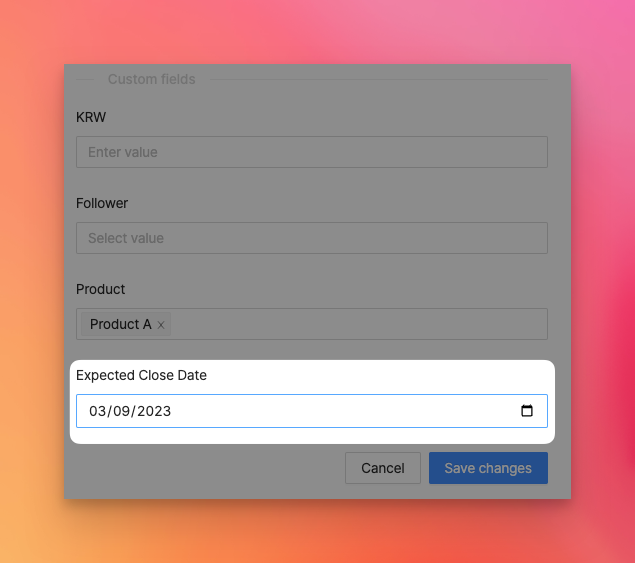 Custom fields
KRW
Enter value
Follower
Select value
Product
Product A
Expected Close Date
03/09/2023
Cancel
Save changes